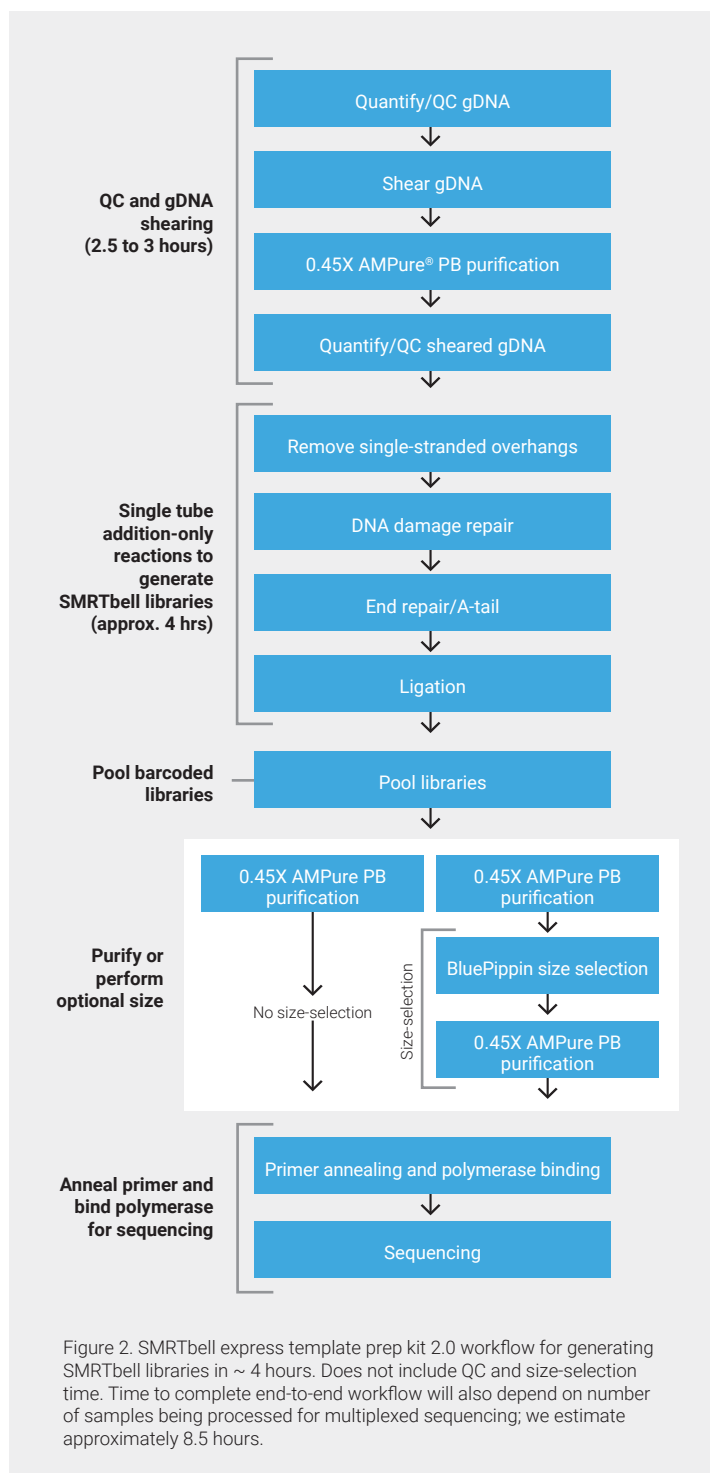 Quantify/QC gDNA
Shear gDNA
QC and gDNA
shearing
(2.5 to 3 hours)
0.45X AMPure® PB purification
Quantify/QC sheared gDNA
Remove single-stranded overhangs
Single tube
addition-only
reactions to
generate
SMRTbell libraries
(approx. 4 hrs)
DNA damage repair
End repair/A-tail
Ligation
Pool barcoded
libraries
Pool libraries
0.45X AMPure PB
purification
0.45X AMPure PB
purification
Purify or
perform
optional size
No size-selection
Size-selection
BluePippin size selection
0.45X AMPure PB
purification
Anneal primer and
bind polymerase
for sequencing
Primer annealing and polymerase binding
Sequencing
Figure 2. SMRTbell express template prep kit 2.0 workflow for generating
SMRTbell libraries in ~ 4 hours. Does not include QC and size-selection
time. Time to complete end-to-end workflow will also depend on number
of samples being processed for multiplexed sequencing; we estimate
approximately 8.5 hours.